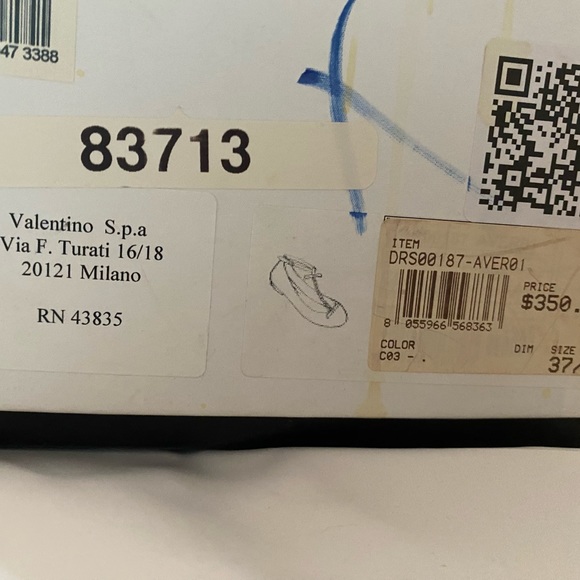 47 3388
83713
Valentino S.p.a
Via F. Turati 16/18
20121 Milano
RN 43835
ITEM
DRS00187-AVER01
PRICE
$350.
8 055966 568363
COLOR
C03 - .
DIM SIZE
37/